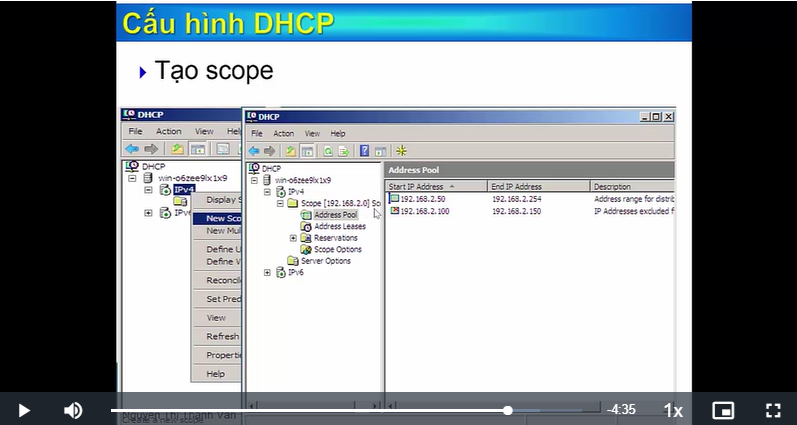 Cấu hình DHCP
Tạo scope
DHCP
File Action View Help
DHCP
win-o6zee9lx1x9
IPv4
Display S
New Sco
New Mul
Define U
Define V
Reconcile
Set Pred
View
Refresh
Properti
Help
DHCP
File Action View Help
DHCP
win-o6zee9lx1x9
IPv4
Scope [192.168.2.0] Sc
Address Pool
Address Leases
Reservations
Scope Options
Server Options
IPv6
Address Pool
Start IP Address End IP Address Description
192.168.2.50 192.168.2.254 Address range for distrib
192.168.2.100 192.168.2.150 IP Addresses excluded f
Nguyen Thi Thanh Van
Create a new scope
-4:35
1x